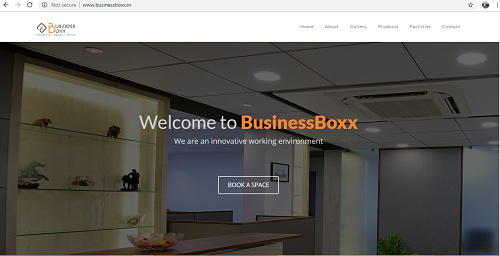 Not secure | www.businessboxx.in
Business
Boxx
Home About Gallery Products Facilities Contact
Welcome to BusinessBoxx
We are an innovative working environment
BOOK A SPACE